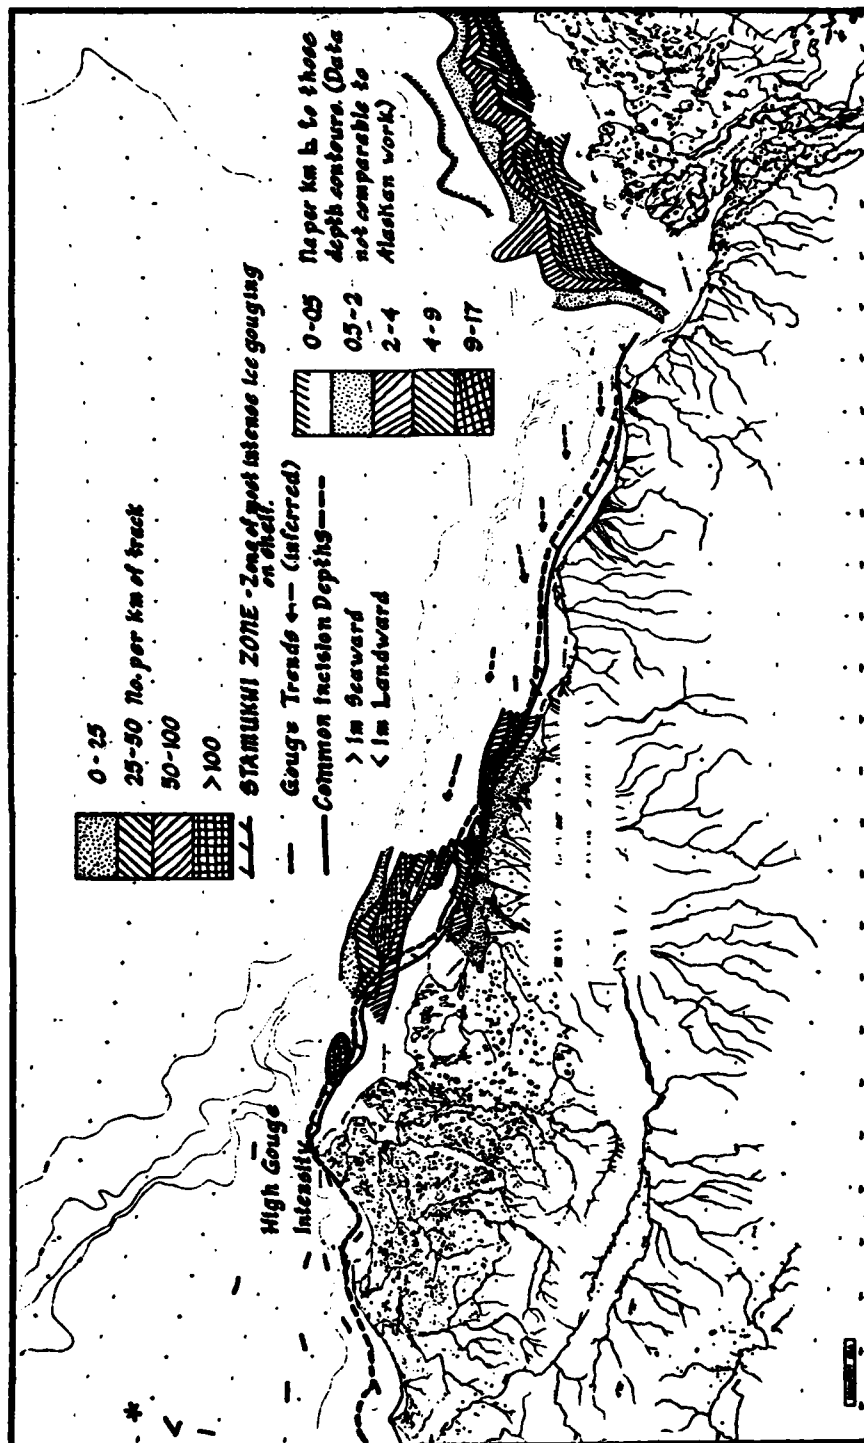 0-25
25-50 No. per Km of track
50-100
>100
STAMUKHI ZONE - Zone of most intense ice gouging
on shelf.
Gouge Trends ←— (inferred)
Common Incision Depths
> 1m Seaward
< 1m Landward
0-0.5
0.5-2
2-4
4-9
9-17
No. per km ⊥ to those
depth contours. (Data
not comparable to
Alaskan work)
High Gouge
Intensity